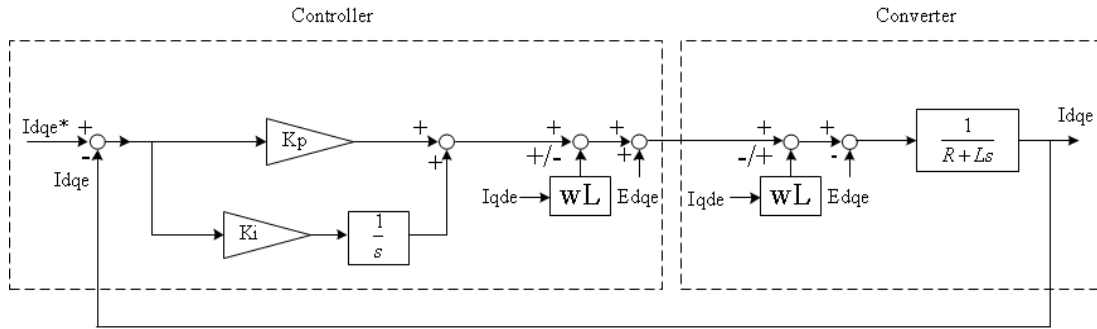 Controller
Converter
Idqe*
+
-
Idqe
Kp
Ki
1
s
+
+
+
+/-
Iqde
wL
+
+
Edqe
+
-/+
Iqde
wL
+
-
Edqe
1
R+Ls
Idqe